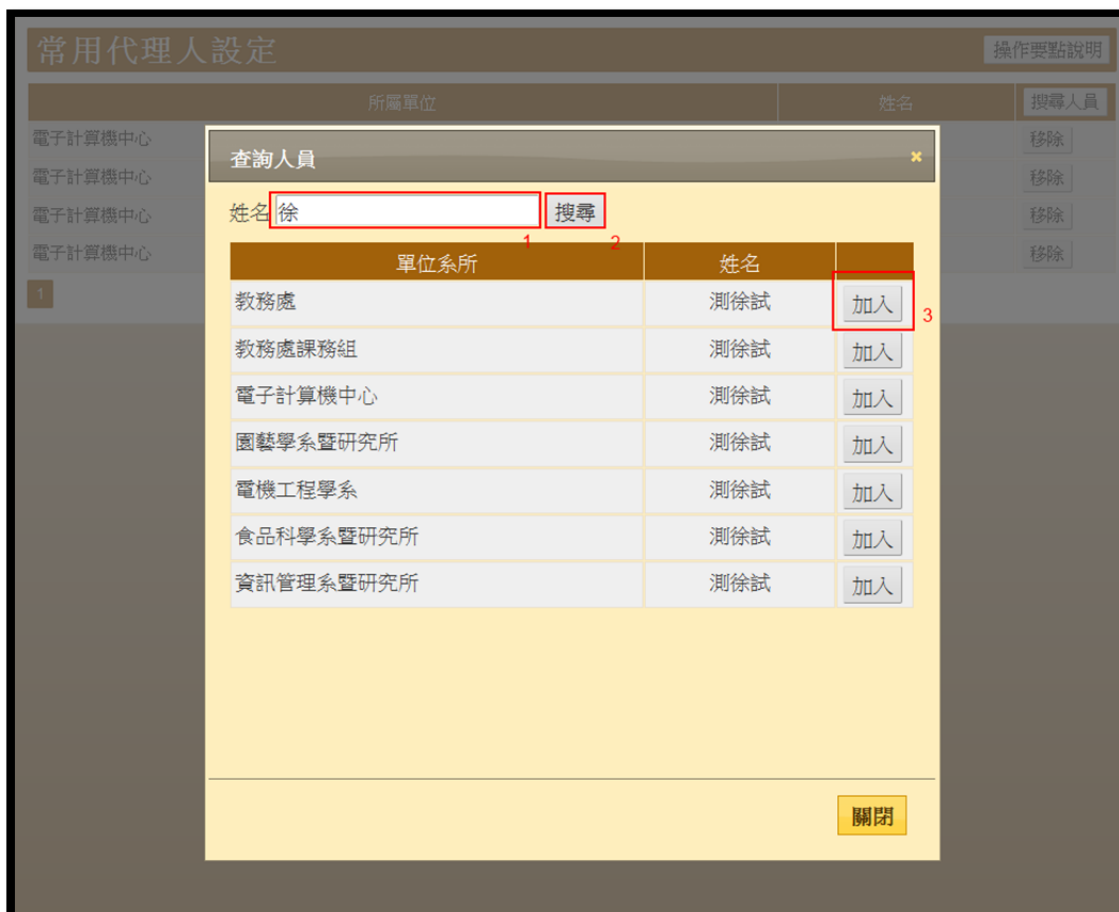 常用代理人設定 操作要點說明
所屬單位 姓名 搜尋人員
電子計算機中心 移除
電子計算機中心 移除
電子計算機中心 移除
電子計算機中心 移除
1
查詢人員 ×
姓名 徐 搜尋
1 2
單位系所 姓名
教務處 測徐試 加入 3
教務處課務組 測徐試 加入
電子計算機中心 測徐試 加入
園藝學系暨研究所 測徐試 加入
電機工程學系 測徐試 加入
食品科學系暨研究所 測徐試 加入
資訊管理系暨研究所 測徐試 加入
關閉